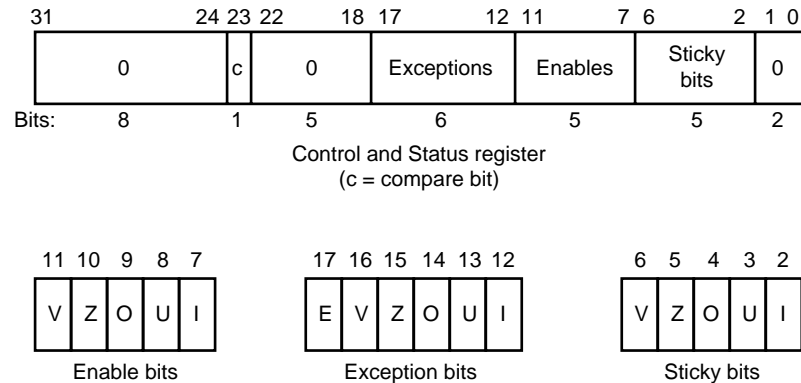 31 24 23 22 18 17 12 11 7 6 2 1 0
0 c 0 Exceptions Enables Sticky bits 0
Bits: 8 1 5 6 5 5 2
Control and Status register
(c = compare bit)
11 10 9 8 7 17 16 15 14 13 12 6 5 4 3 2
V Z O U I E V Z O U I V Z O U I
Enable bits Exception bits Sticky bits